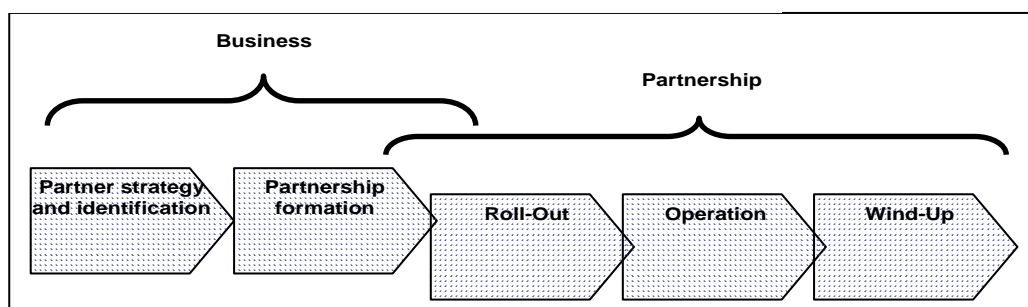 Business
Partnership
Partner strategy
and identification
Partnership
formation
Roll-Out
Operation
Wind-Up